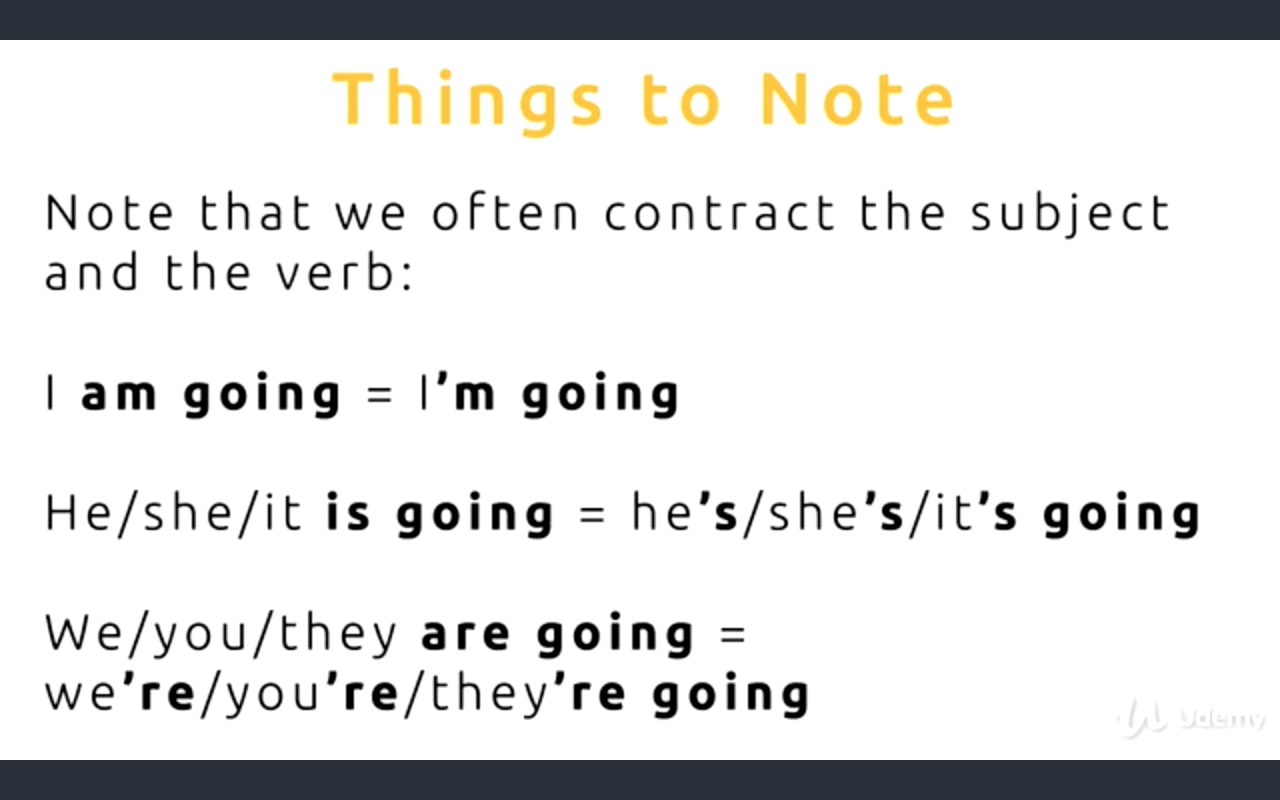 Things to Note
Note that we often contract the subject
and the verb:
I am going = I’m going
He/she/it is going = he’s/she’s/it’s going
We/you/they are going =
we’re/you’re/they’re going
Udemy